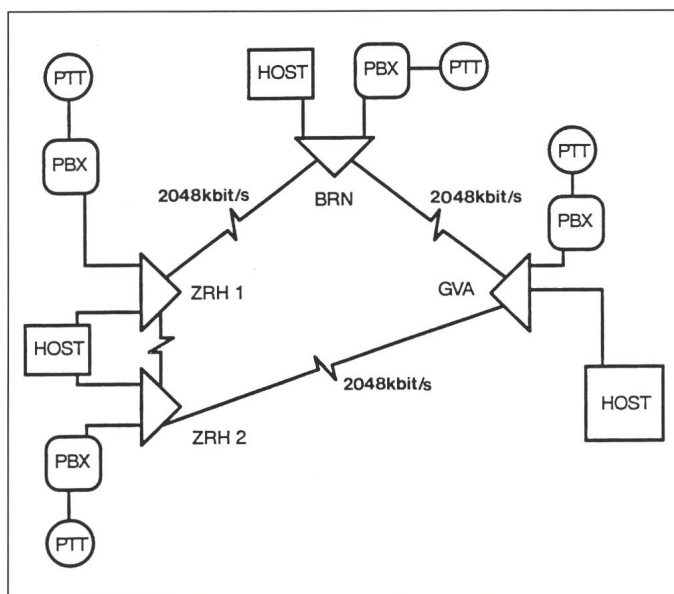 HOST
PBX
PTT
PTT
PBX
BRN
2048kbit/s
2048kbit/s
PTT
PBX
ZRH 1
GVA
HOST
2048kbit/s
HOST
ZRH 2
PBX
PTT